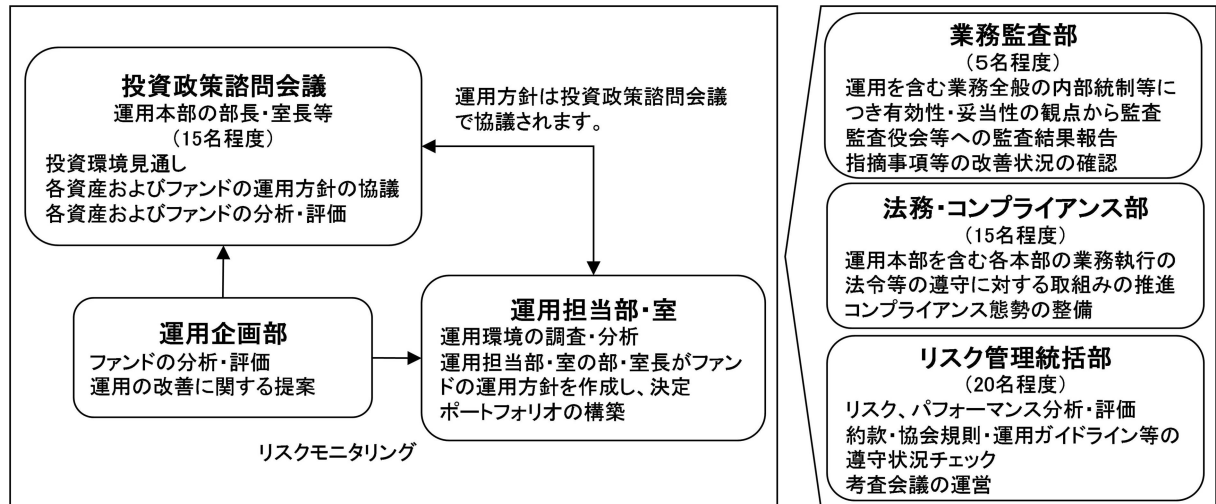 投資政策諮問会議
運用本部の部長・室長等
（15名程度）
投資環境見通し
各資産およびファンドの運用方針の協議
各資産およびファンドの分析・評価
運用方針は投資政策諮問会議
で協議されます。
運用企画部
ファンドの分析・評価
運用の改善に関する提案
運用担当部・室
運用環境の調査・分析
運用担当部・室の部・室長がファン
ドの運用方針を作成し、決定
ポートフォリオの構築
リスクモニタリング
業務監査部
（5名程度）
運用を含む業務全般の内部統制等に
つき有効性・妥当性の観点から監査
監査役会等への監査結果報告
指摘事項等の改善状況の確認
法務・コンプライアンス部
（15名程度）
運用本部を含む各本部の業務執行の
法令等の遵守に対する取組みの推進
コンプライアンス態勢の整備
リスク管理統括部
（20名程度）
リスク、パフォーマンス分析・評価
約款・協会規則・運用ガイドライン等の
遵守状況チェック
考査会議の運営